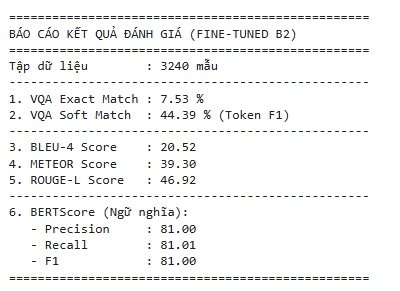 ==================================================
BÁO CÁO KẾT QUẢ ĐÁNH GIÁ (FINE-TUNED B2)
==================================================
Tập dữ liệu        : 3240 mẫu
--------------------------------------------------
1. VQA Exact Match : 7.53 %
2. VQA Soft Match  : 44.39 % (Token F1)
--------------------------------------------------
3. BLEU-4 Score    : 20.52
4. METEOR Score    : 39.30
5. ROUGE-L Score   : 46.92
--------------------------------------------------
6. BERTScore (Ngữ nghĩa):
   - Precision     : 81.00
   - Recall        : 81.01
   - F1            : 81.00
==================================================